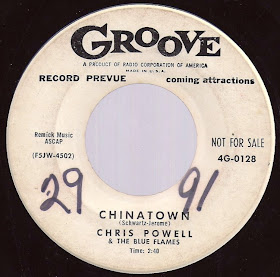 GROOVE
A PRODUCT OF RADIO CORPORATION OF AMERICA
MADE IN U.S.A.
RECORD PREVUE coming attractions
Remick Music
ASCAP
(F5JW-4502)
NOT FOR SALE
4G-0128
29 91
CHINATOWN
(Schwartz-Jerome)
CHRIS POWELL
& THE BLUE FLAMES
Time: 2:40